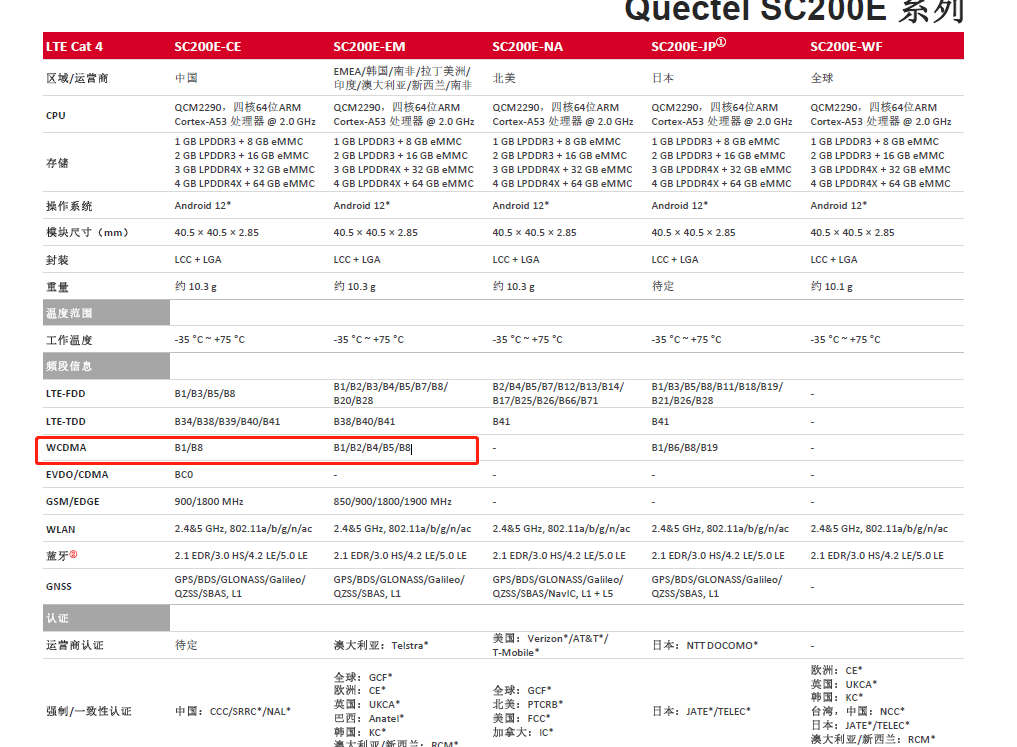 Quectel SC200E 系列
LTE Cat 4 SC200E-CE SC200E-EM SC200E-NA SC200E-JP① SC200E-WF
区域/运营商 中国 EMEA/韩国/南非/拉丁美洲/ 北美 日本 全球
印度/澳大利亚/新西兰/南非
CPU QCM2290，四核64位ARM QCM2290，四核64位ARM QCM2290，四核64位ARM QCM2290，四核64位ARM QCM2290，四核64位ARM
Cortex-A53 处理器 @ 2.0 GHz Cortex-A53 处理器 @ 2.0 GHz Cortex-A53 处理器 @ 2.0 GHz Cortex-A53 处理器 @ 2.0 GHz Cortex-A53 处理器 @ 2.0 GHz
存储 1 GB LPDDR3 + 8 GB eMMC 1 GB LPDDR3 + 8 GB eMMC 1 GB LPDDR3 + 8 GB eMMC 1 GB LPDDR3 + 8 GB eMMC 1 GB LPDDR3 + 8 GB eMMC
2 GB LPDDR3 + 16 GB eMMC 2 GB LPDDR3 + 16 GB eMMC 2 GB LPDDR3 + 16 GB eMMC 2 GB LPDDR3 + 16 GB eMMC 2 GB LPDDR3 + 16 GB eMMC
3 GB LPDDR4X + 32 GB eMMC 3 GB LPDDR4X + 32 GB eMMC 3 GB LPDDR4X + 32 GB eMMC 3 GB LPDDR4X + 32 GB eMMC 3 GB LPDDR4X + 32 GB eMMC
4 GB LPDDR4X + 64 GB eMMC 4 GB LPDDR4X + 64 GB eMMC 4 GB LPDDR4X + 64 GB eMMC 4 GB LPDDR4X + 64 GB eMMC 4 GB LPDDR4X + 64 GB eMMC
操作系统 Android 12* Android 12* Android 12* Android 12* Android 12*
模块尺寸（mm） 40.5 × 40.5 × 2.85 40.5 × 40.5 × 2.85 40.5 × 40.5 × 2.85 40.5 × 40.5 × 2.85 40.5 × 40.5 × 2.85
封装 LCC + LGA LCC + LGA LCC + LGA LCC + LGA LCC + LGA
重量 约 10.3 g 约 10.3 g 约 10.3 g 待定 约 10.1 g
温度范围
工作温度 -35 °C ~ +75 °C -35 °C ~ +75 °C -35 °C ~ +75 °C -35 °C ~ +75 °C -35 °C ~ +75 °C
频段信息
LTE-FDD B1/B3/B5/B8 B1/B2/B3/B4/B5/B7/B8/ B2/B4/B5/B7/B12/B13/B14/ B1/B3/B5/B8/B11/B18/B19/ -
B20/B28 B17/B25/B26/B66/B71 B21/B26/B28
LTE-TDD B34/B38/B39/B40/B41 B38/B40/B41 B41 B41 -
WCDMA B1/B8 B1/B2/B4/B5/B8 - B1/B6/B8/B19 -
EVDO/CDMA BC0 - - - -
GSM/EDGE 900/1800 MHz 850/900/1800/1900 MHz - - -
WLAN 2.4&5 GHz, 802.11a/b/g/n/ac 2.4&5 GHz, 802.11a/b/g/n/ac 2.4&5 GHz, 802.11a/b/g/n/ac 2.4&5 GHz, 802.11a/b/g/n/ac 2.4&5 GHz, 802.11a/b/g/n/ac
蓝牙② 2.1 EDR/3.0 HS/4.2 LE/5.0 LE 2.1 EDR/3.0 HS/4.2 LE/5.0 LE 2.1 EDR/3.0 HS/4.2 LE/5.0 LE 2.1 EDR/3.0 HS/4.2 LE/5.0 LE 2.1 EDR/3.0 HS/4.2 LE/5.0 LE
GNSS GPS/BDS/GLONASS/Galileo/ GPS/BDS/GLONASS/Galileo/ GPS/BDS/GLONASS/Galileo/ GPS/BDS/GLONASS/Galileo/ -
QZSS/SBAS, L1 QZSS/SBAS, L1 QZSS/SBAS/NavIC, L1 + L5 QZSS/SBAS, L1
认证
运营商认证 待定 澳大利亚：Telstra* 美国：Verizon*/AT&T*/ 日本：NTT DOCOMO* -
T-Mobile*
强制/一致性认证 中国：CCC/SRRC*/NAL*
全球：GCF*
欧洲：CE*
英国：UKCA*
巴西：Anatel*
韩国：KC*
澳大利亚/新西兰：RCM*
全球：GCF*
北美：PTCRB*
美国：FCC*
加拿大：IC*
日本：JATE*/TELEC*
欧洲：CE*
英国：UKCA*
韩国：KC*
台湾，中国：NCC*
日本：JATE*/TELEC*
澳大利亚/新西兰：RCM*